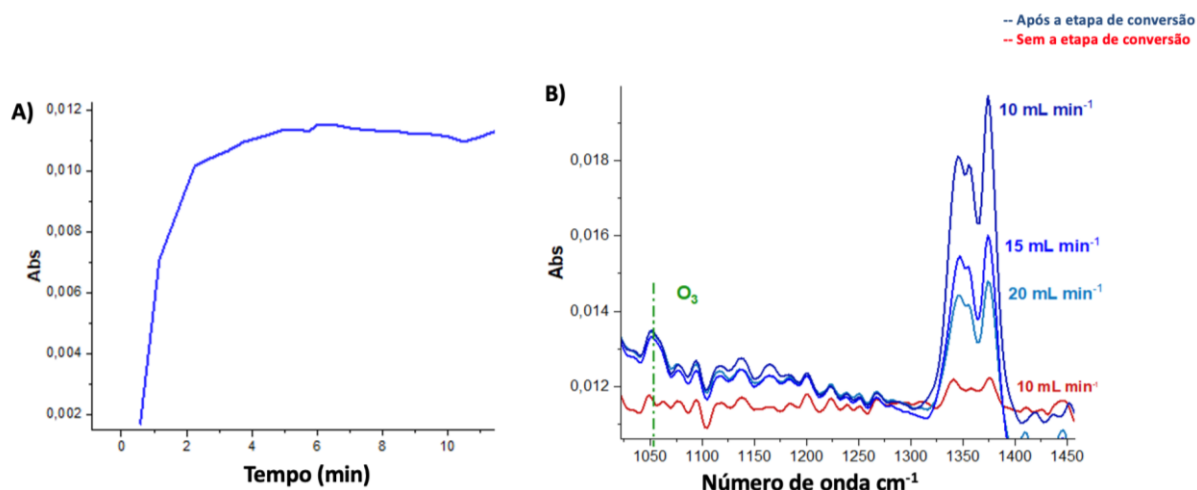 -- Após a etapa de conversão
-- Sem a etapa de conversão
A)
0,012
0,010
0,008
0,006
0,004
0,002
Abs
0 2 4 6 8 10
Tempo (min)
B)
0,018
0,016
0,014
0,012
Abs
O₃
10 mL min⁻¹
15 mL min⁻¹
20 mL min⁻¹
10 mL min⁻¹
1050 1100 1150 1200 1250 1300 1350 1400 1450
Número de onda cm⁻¹